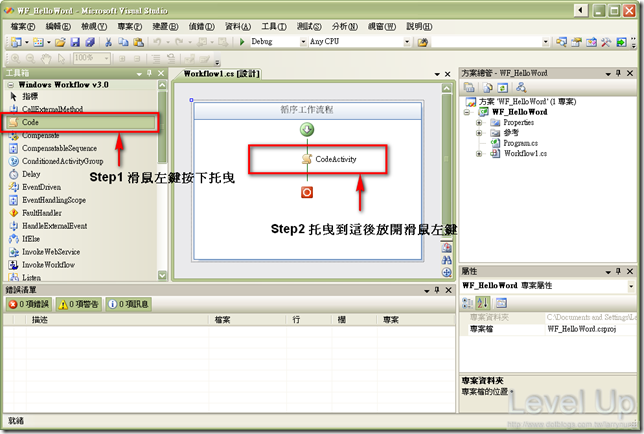 WF_HelloWord - Microsoft Visual Studio
檔案(F) 編輯(E) 檢視(V) 專案(P) 建置(B) 偵錯(D) 資料(A) 工具(T) 測試(S) 分析(N) 視窗(W) 說明(H)
Debug Any CPU
100%
工具箱
Windows Workflow v3.0
指標
CallExternalMethod
Code
Compensate
CompensatableSequence
ConditionedActivityGroup
Delay
EventDriven
EventHandlingScope
FaultHandler
HandleExternalEvent
IfElse
InvokeWebService
InvokeWorkflow
Listen
Step1 滑鼠左鍵按下托曳
Workflow1.cs [設計]
循序工作流程
CodeActivity
Step2 托曳到這後放開滑鼠左鍵
方案總管 - WF_HelloWord
方案 'WF_HelloWord' (1 專案)
WF_HelloWord
Properties
參考
Program.cs
Workflow1.cs
錯誤清單
0 項錯誤 0 項警告 0 項訊息
描述 檔案 行 欄 專案
屬性
WF_HelloWord 專案屬性
專案資料夾 C:\Documents and Settings\Le
專案檔 WF_HelloWord.csproj
專案資料夾
專案檔的位置。
就緒
Level Up